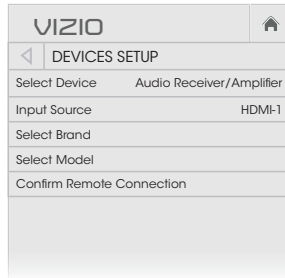 VIZIO
DEVICES SETUP
Select Device Audio Receiver/Amplifier
Input Source HDMI-1
Select Brand
Select Model
Confirm Remote Connection